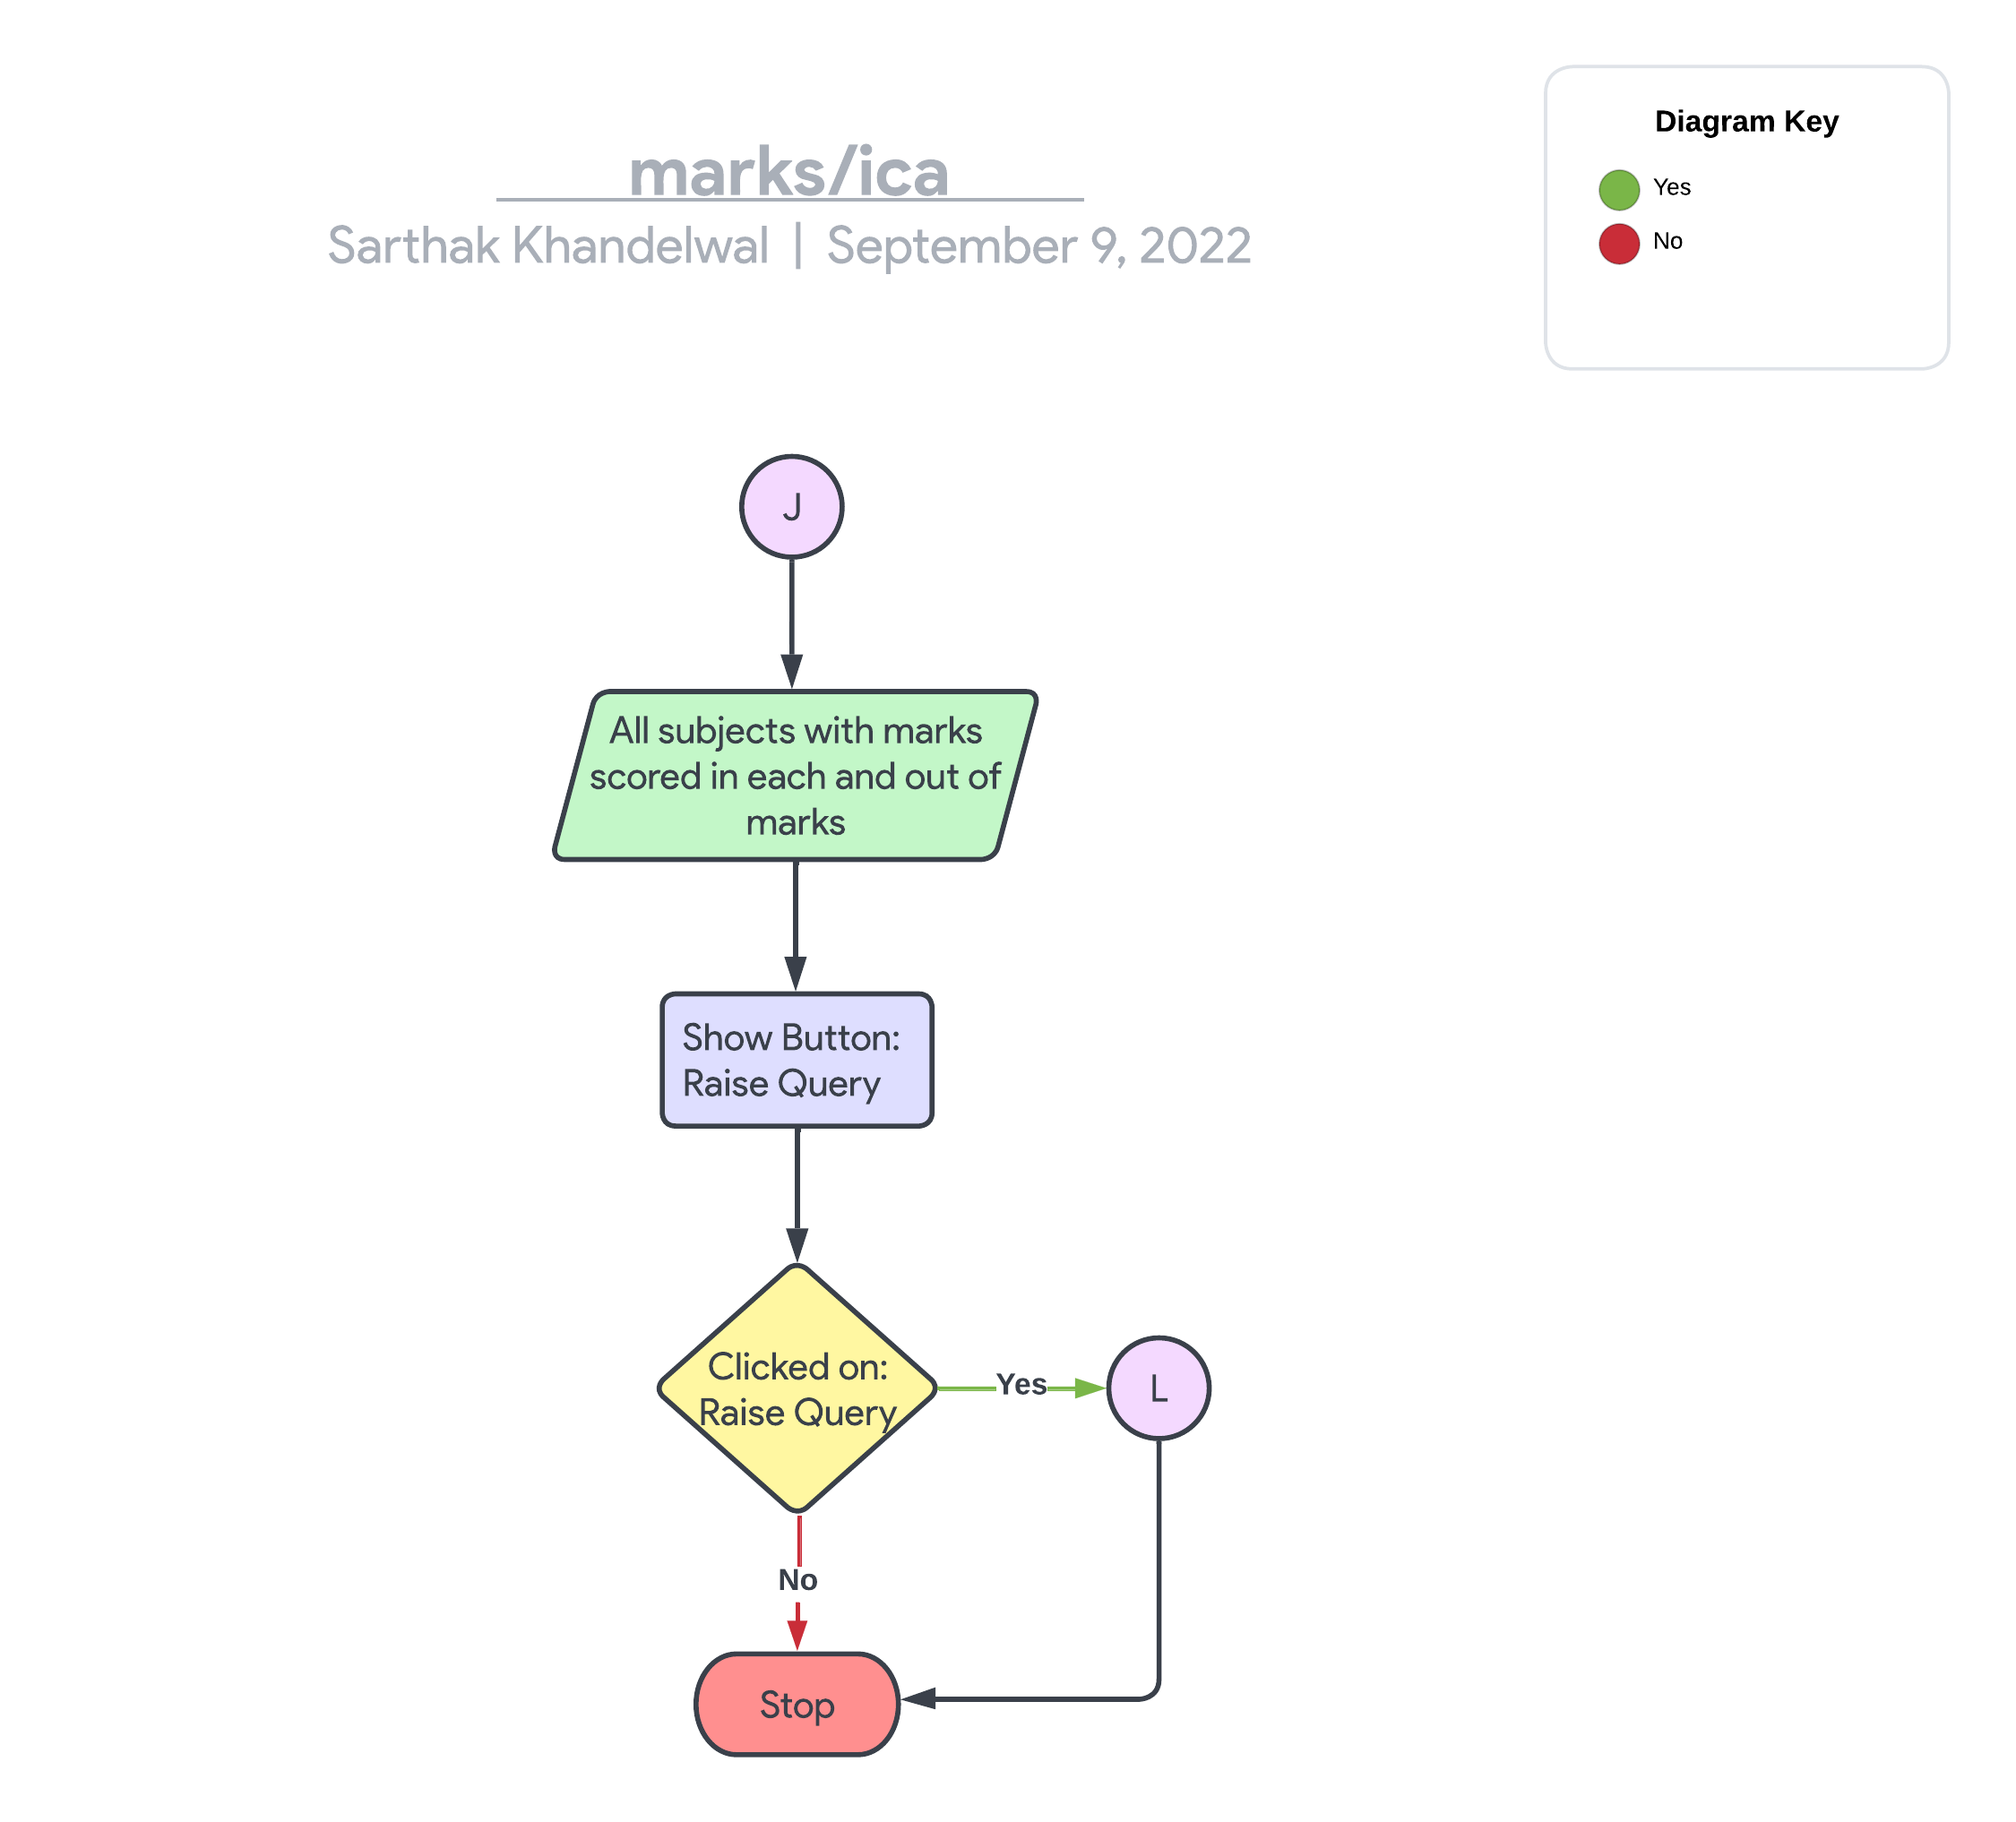 marks/ica
Sarthak Khandelwal | September 9, 2022
Diagram Key
Yes
No
J
All subjects with marks
scored in each and out of
marks
Show Button:
Raise Query
Clicked on:
Raise Query
Yes
L
No
Stop